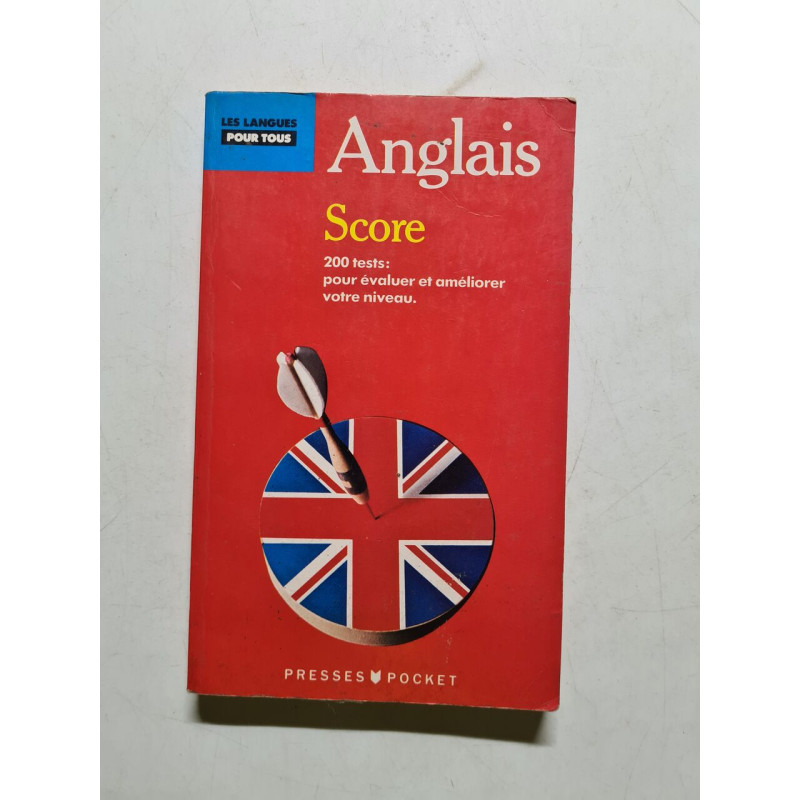 LES LANGUES
POUR TOUS
Anglais
Score
200 tests:
pour évaluer et améliorer
votre niveau.
PRESSES POCKET